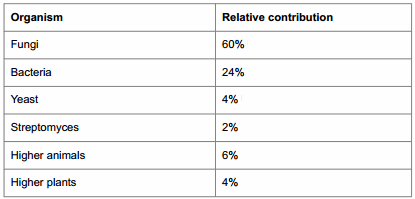 Organism Relative contribution
Fungi 60%
Bacteria 24%
Yeast 4%
Streptomyces 2%
Higher animals 6%
Higher plants 4%